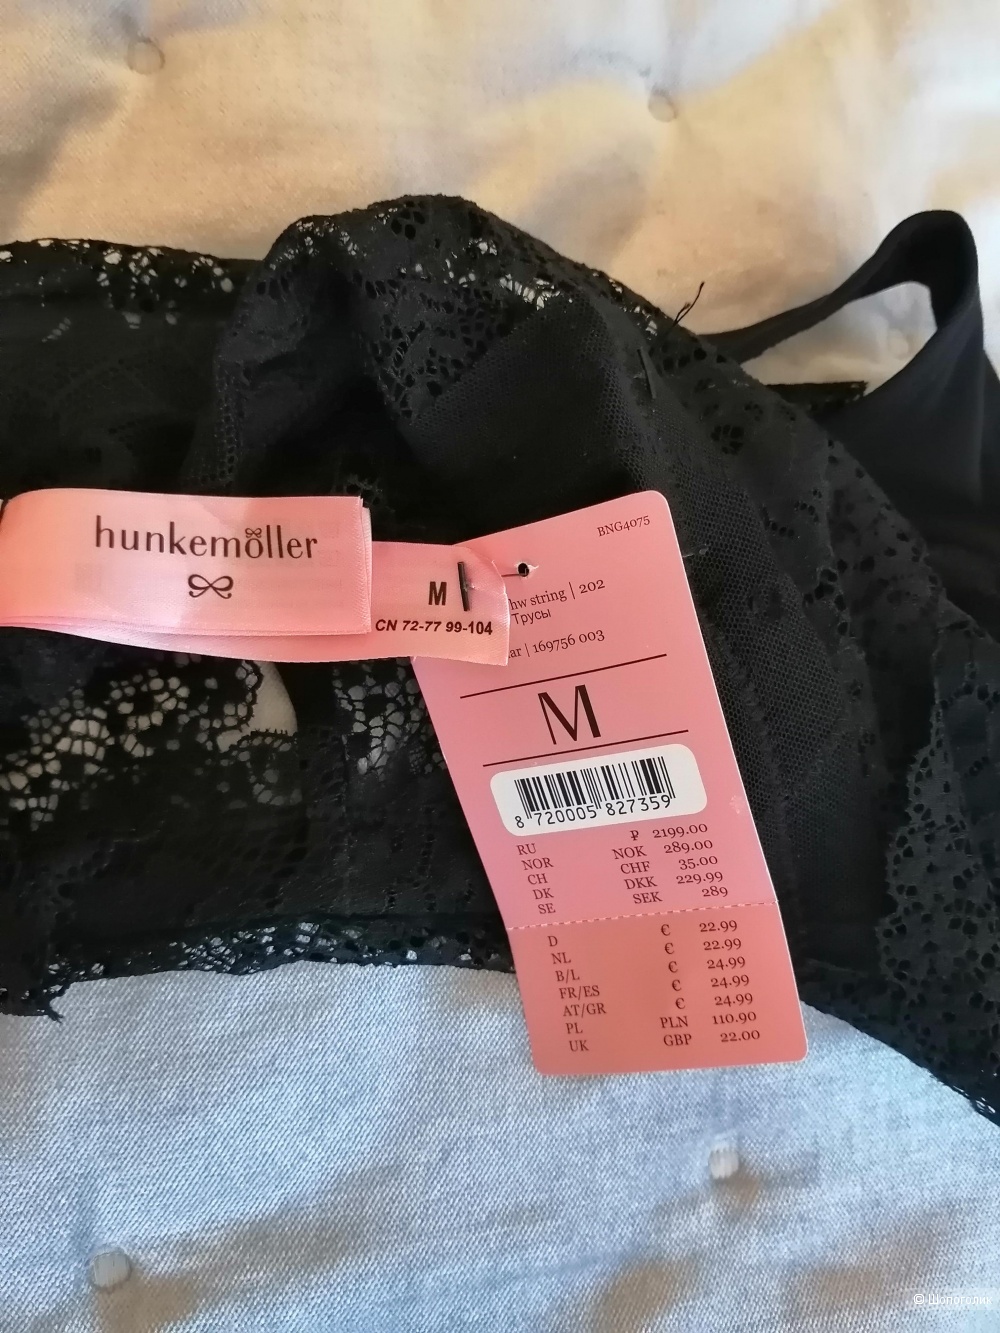 hunkemöller
M
CN 72-77 99-104
BNG4075
hw string | 202
Трусы
ar | 169756 003
M
8 720005 827359
RU ₽ 2199.00
NOR NOK 289.00
CH CHF 35.00
DK DKK 229.99
SE SEK 289
D € 22.99
NL € 22.99
B/L € 24.99
FR/ES € 24.99
AT/GR € 24.99
PL PLN 110.90
UK GBP 22.00
© Шопоголик